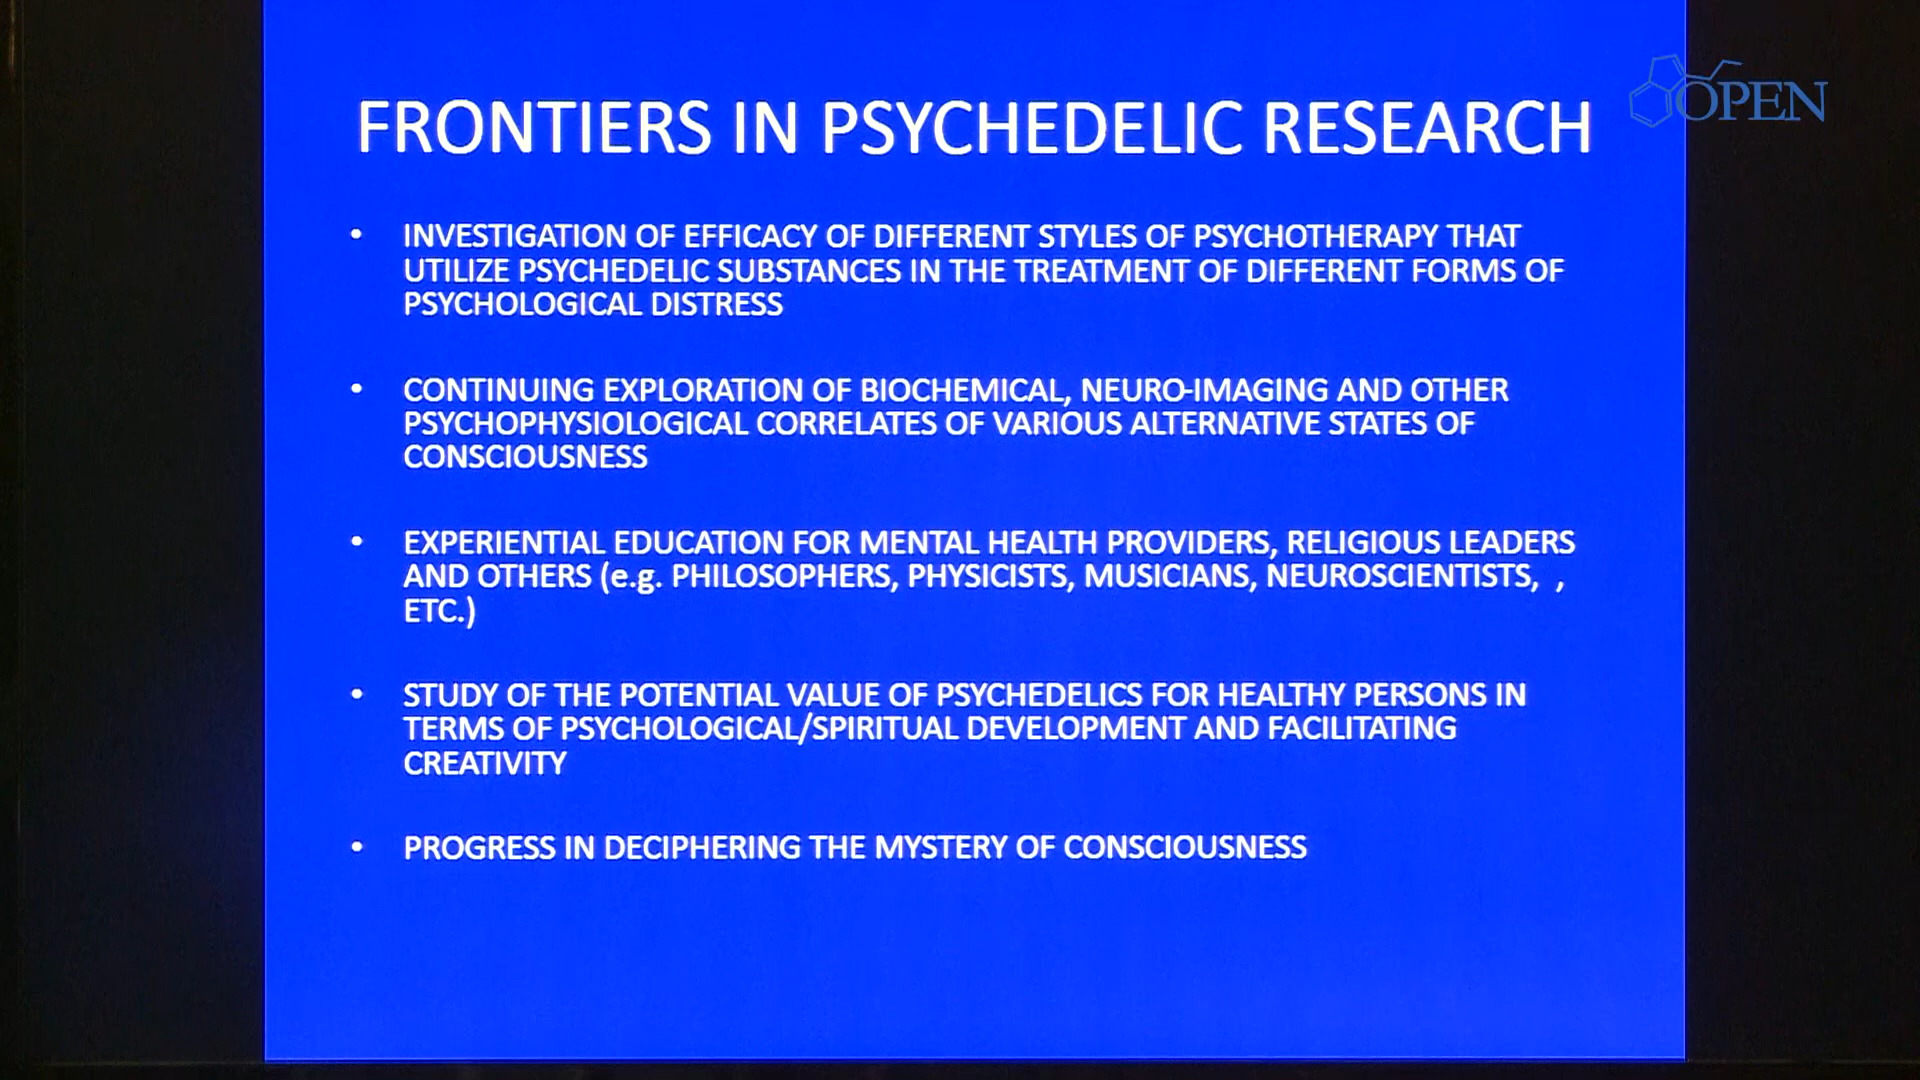 FRONTIERS IN PSYCHEDELIC RESEARCH
OPEN
• INVESTIGATION OF EFFICACY OF DIFFERENT STYLES OF PSYCHOTHERAPY THAT
UTILIZE PSYCHEDELIC SUBSTANCES IN THE TREATMENT OF DIFFERENT FORMS OF
PSYCHOLOGICAL DISTRESS
• CONTINUING EXPLORATION OF BIOCHEMICAL, NEURO-IMAGING AND OTHER
PSYCHOPHYSIOLOGICAL CORRELATES OF VARIOUS ALTERNATIVE STATES OF
CONSCIOUSNESS
• EXPERIENTIAL EDUCATION FOR MENTAL HEALTH PROVIDERS, RELIGIOUS LEADERS
AND OTHERS (e.g. PHILOSOPHERS, PHYSICISTS, MUSICIANS, NEUROSCIENTISTS, ,
ETC.)
• STUDY OF THE POTENTIAL VALUE OF PSYCHEDELICS FOR HEALTHY PERSONS IN
TERMS OF PSYCHOLOGICAL/SPIRITUAL DEVELOPMENT AND FACILITATING
CREATIVITY
• PROGRESS IN DECIPHERING THE MYSTERY OF CONSCIOUSNESS